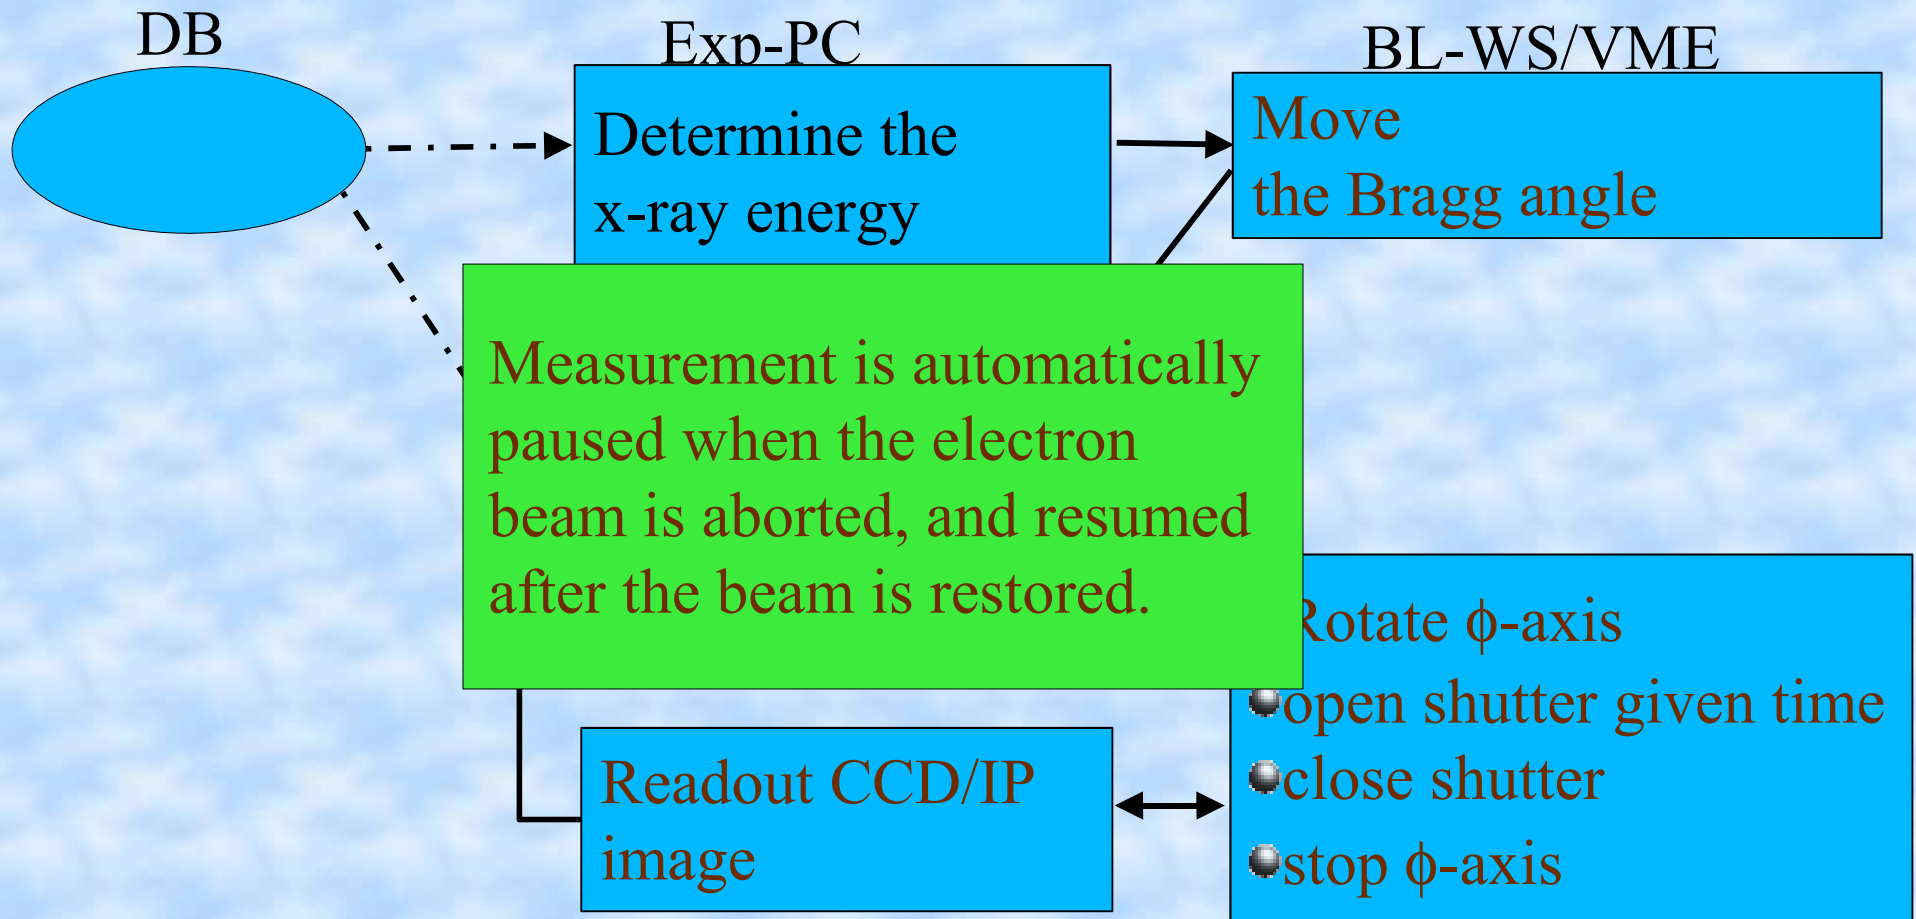 DB
Exp-PC
BL-WS/VME
Determine the
x-ray energy
Move
the Bragg angle
Measurement is automatically
paused when the electron
beam is aborted, and resumed
after the beam is restored.
Rotate ϕ-axis
open shutter given time
close shutter
stop ϕ-axis
Readout CCD/IP
image